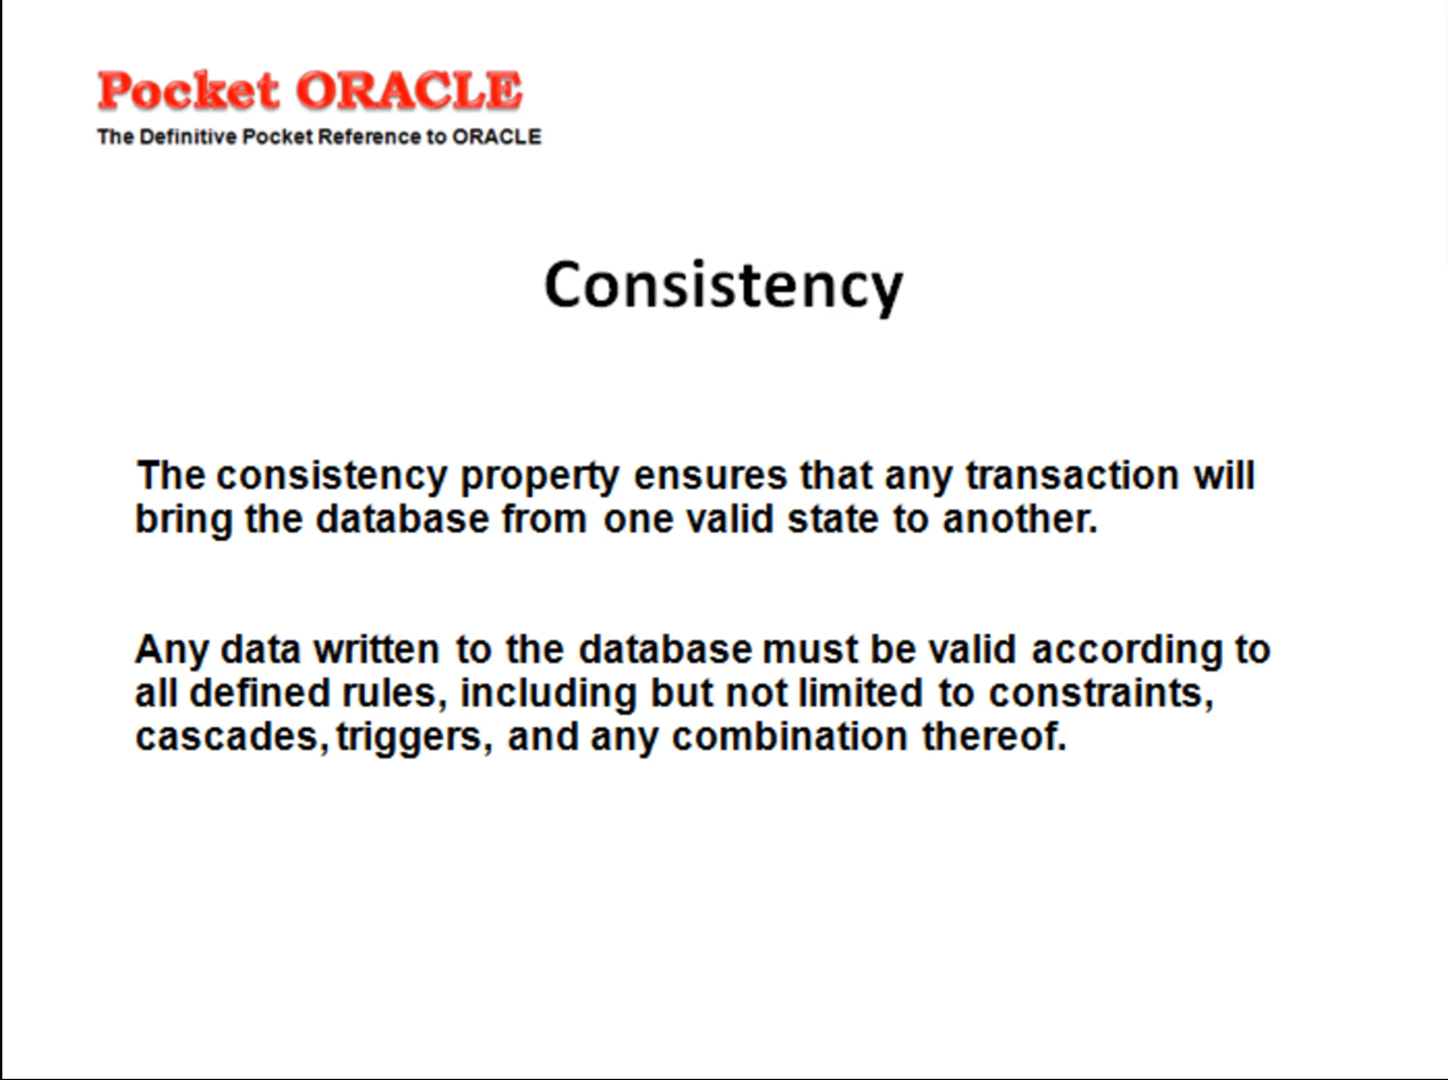 Pocket ORACLE
The Definitive Pocket Reference to ORACLE
Consistency
The consistency property ensures that any transaction will
bring the database from one valid state to another.
Any data written to the database must be valid according to
all defined rules, including but not limited to constraints,
cascades, triggers, and any combination thereof.